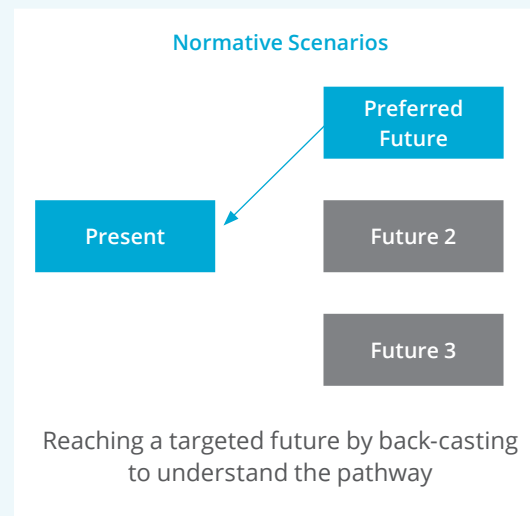 Normative Scenarios
Preferred
Future
Present
Future 2
Future 3
Reaching a targeted future by back-casting
to understand the pathway